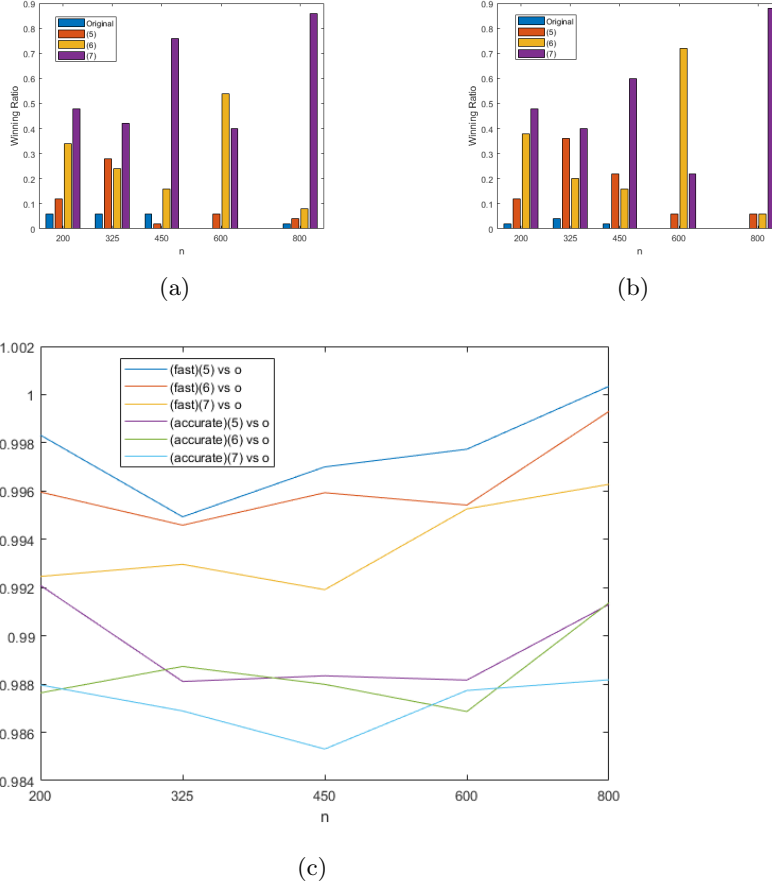 0.9
0.8
0.7
0.6
0.5
0.4
0.3
0.2
0.1
0
Winning Ratio
Original
(5)
(6)
(7)
200 325 450 600 800
n
(a)
0.9
0.8
0.7
0.6
0.5
0.4
0.3
0.2
0.1
0
Winning Ratio
Original
(5)
(6)
(7)
200 325 450 600 800
n
(b)
1.002
1
0.998
0.996
0.994
0.992
0.99
0.988
0.986
0.984
(fast)(5) vs o
(fast)(6) vs o
(fast)(7) vs o
(accurate)(5) vs o
(accurate)(6) vs o
(accurate)(7) vs o
200 325 450 600 800
n
(c)